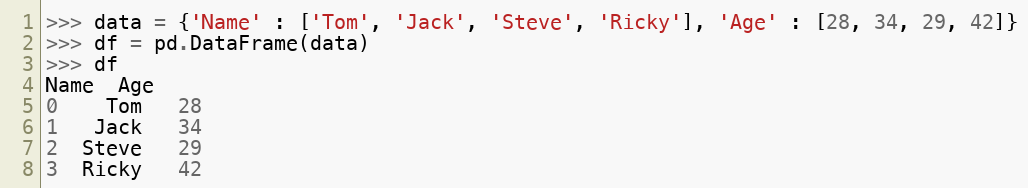 1 >>> data = {'Name' : ['Tom', 'Jack', 'Steve', 'Ricky'], 'Age' : [28, 34, 29, 42]}
2 >>> df = pd.DataFrame(data)
3 >>> df
4 Name  Age
5 0    Tom   28
6 1   Jack   34
7 2  Steve   29
8 3  Ricky   42